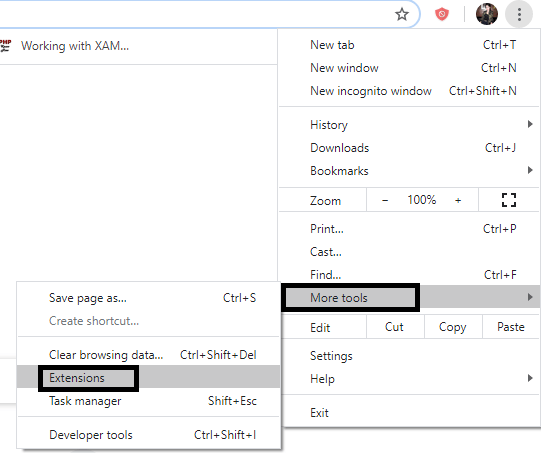 PHP
Working with XAM...
New tab Ctrl+T
New window Ctrl+N
New incognito window Ctrl+Shift+N
History
Downloads Ctrl+J
Bookmarks
Zoom − 100% +
Print... Ctrl+P
Cast...
Find... Ctrl+F
More tools
Edit Cut Copy Paste
Settings
Help
Exit
Save page as... Ctrl+S
Create shortcut...
Clear browsing data... Ctrl+Shift+Del
Extensions
Task manager Shift+Esc
Developer tools Ctrl+Shift+I